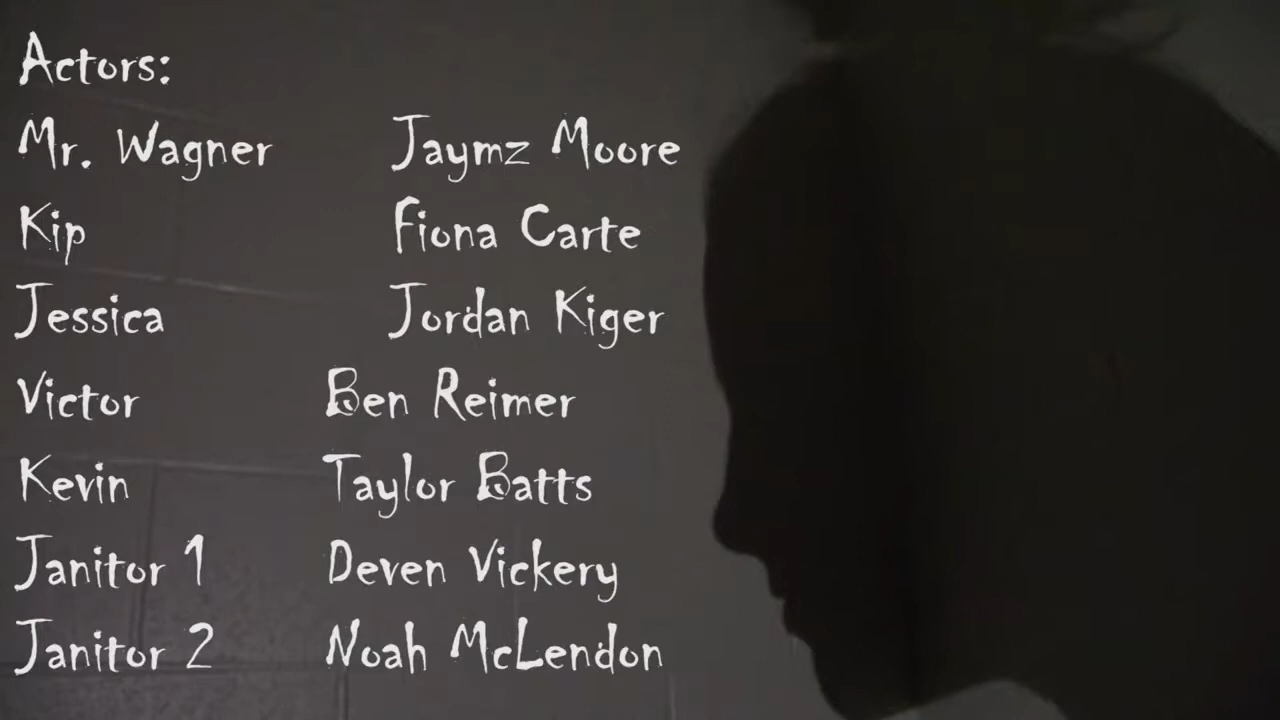 Actors:
Mr. Wagner Jaymz Moore
Kip Fiona Carte
Jessica Jordan Kiger
Victor Ben Reimer
Kevin Taylor Batts
Janitor 1 Deven Vickery
Janitor 2 Noah McLendon